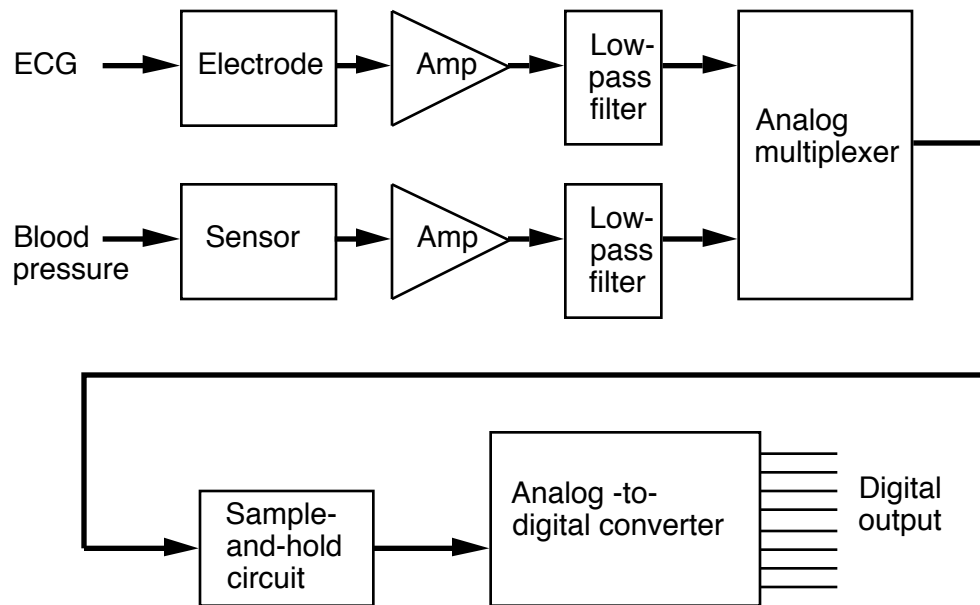 ECG
Electrode
Amp
Low-
pass
filter
Analog
multiplexer
Blood
pressure
Sensor
Amp
Low-
pass
filter
Sample-
and-hold
circuit
Analog -to-
digital converter
Digital
output